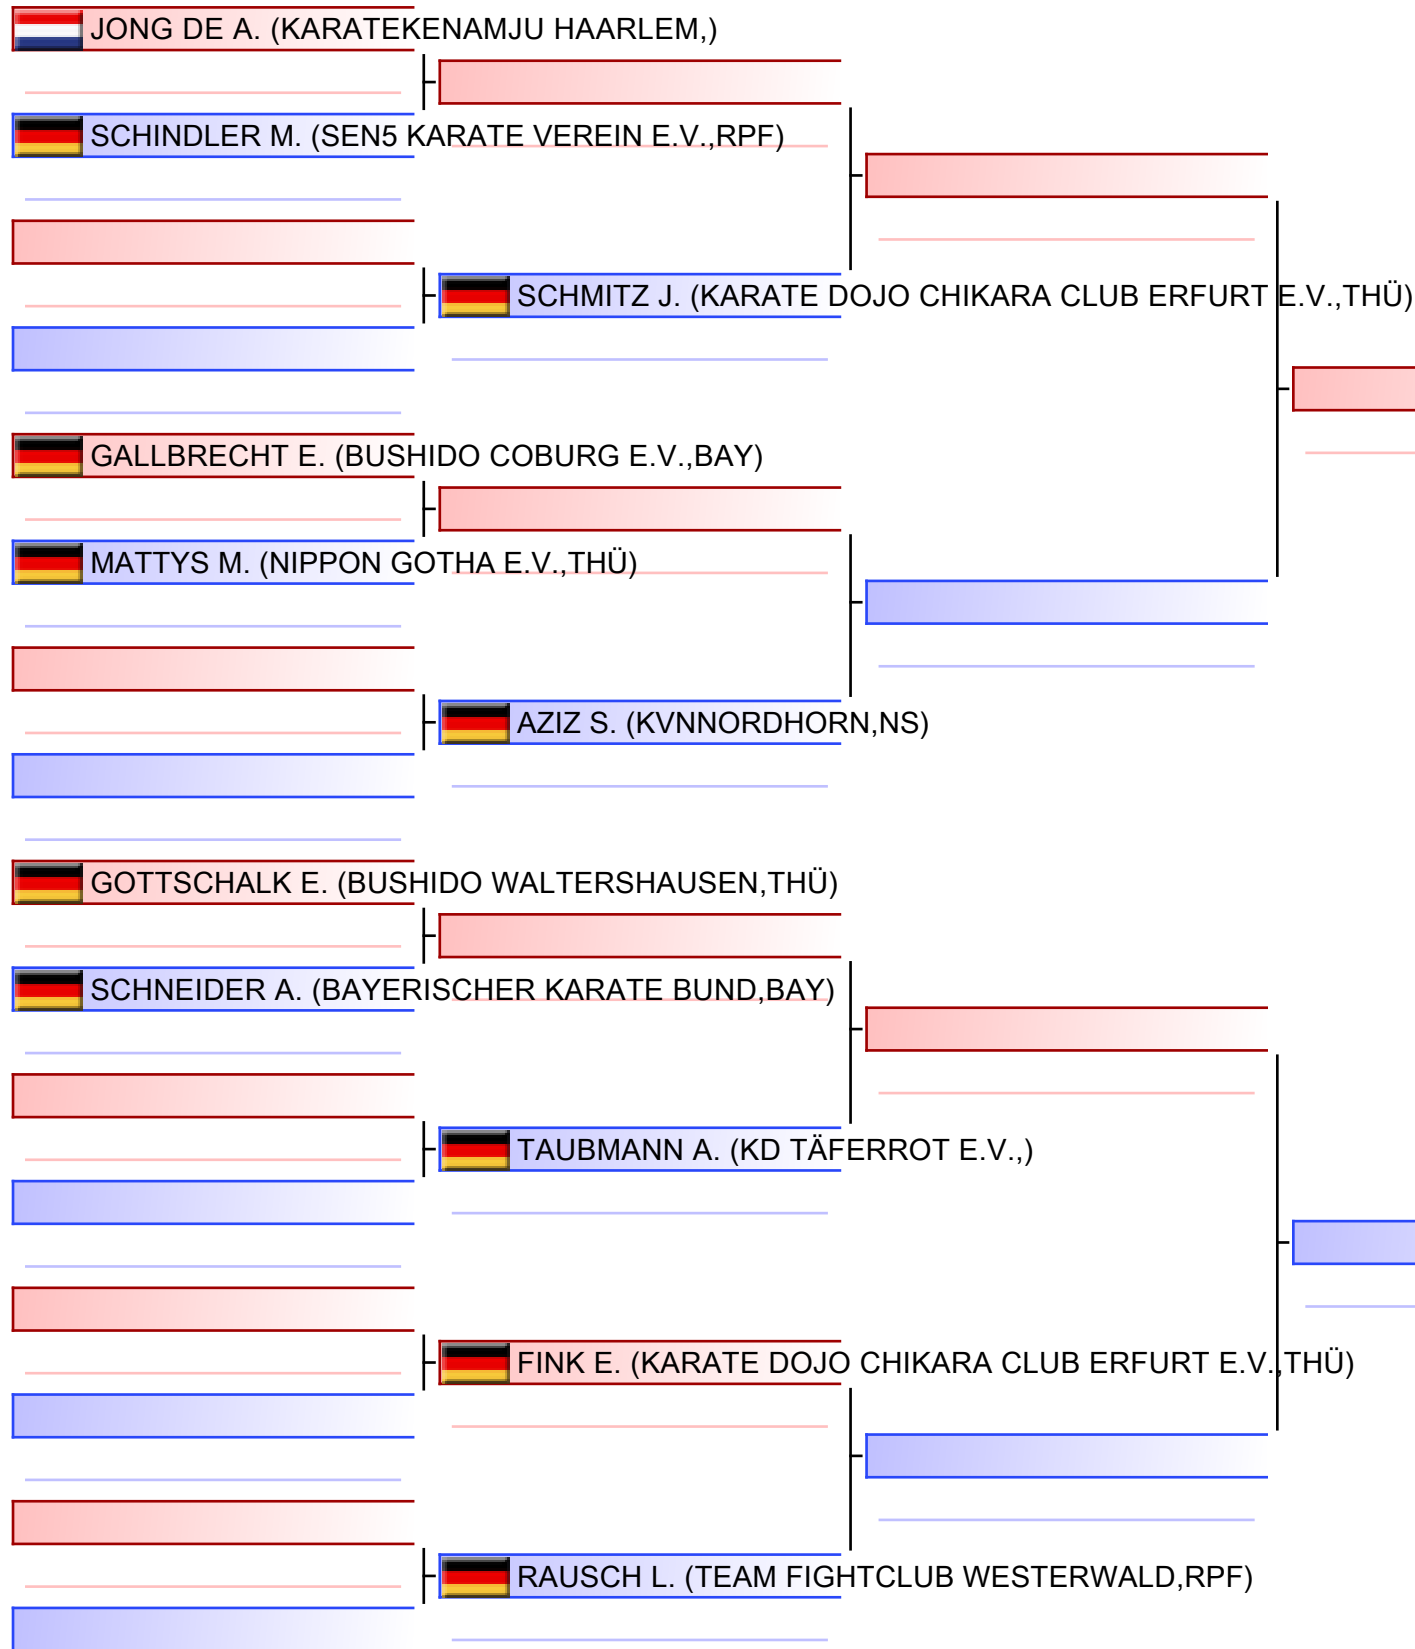 JONG DE A. (KARATEKENAMJU HAARLEM,)
SCHINDLER M. (SEN5 KARATE VEREIN E.V.,RPF)
SCHMITZ J. (KARATE DOJO CHIKARA CLUB ERFURT E.V.,THÜ)
GALLBRECHT E. (BUSHIDO COBURG E.V.,BAY)
MATTYS M. (NIPPON GOTHA E.V.,THÜ)
AZIZ S. (KVNNORDHORN,NS)
GOTTSCHALK E. (BUSHIDO WALTERSHAUSEN,THÜ)
SCHNEIDER A. (BAYERISCHER KARATE BUND,BAY)
TAUBMANN A. (KD TÄFERROT E.V.,)
FINK E. (KARATE DOJO CHIKARA CLUB ERFURT E.V.,THÜ)
RAUSCH L. (TEAM FIGHTCLUB WESTERWALD,RPF)